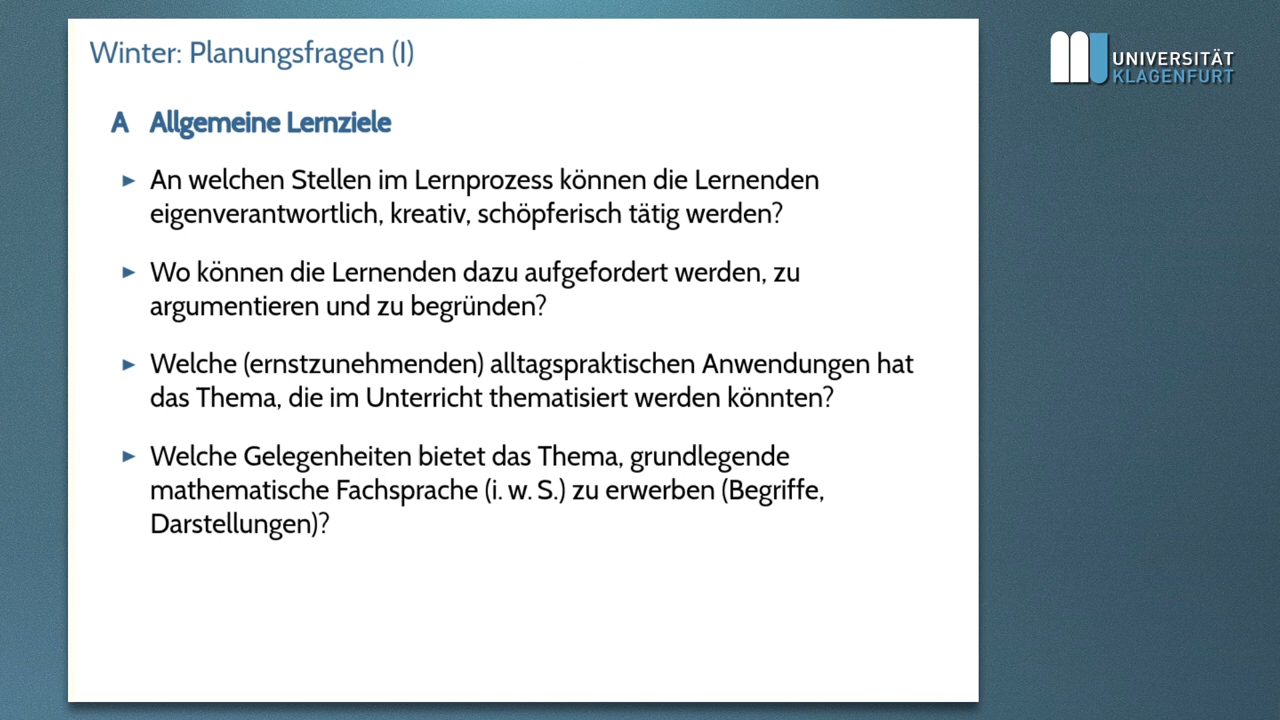 Winter: Planungsfragen (I)
UNIVERSITÄT
KLAGENFURT
A Allgemeine Lernziele
► An welchen Stellen im Lernprozess können die Lernenden
eigenverantwortlich, kreativ, schöpferisch tätig werden?
► Wo können die Lernenden dazu aufgefordert werden, zu
argumentieren und zu begründen?
► Welche (ernstzunehmenden) alltagspraktischen Anwendungen hat
das Thema, die im Unterricht thematisiert werden könnten?
► Welche Gelegenheiten bietet das Thema, grundlegende
mathematische Fachsprache (i. w. S.) zu erwerben (Begriffe,
Darstellungen)?